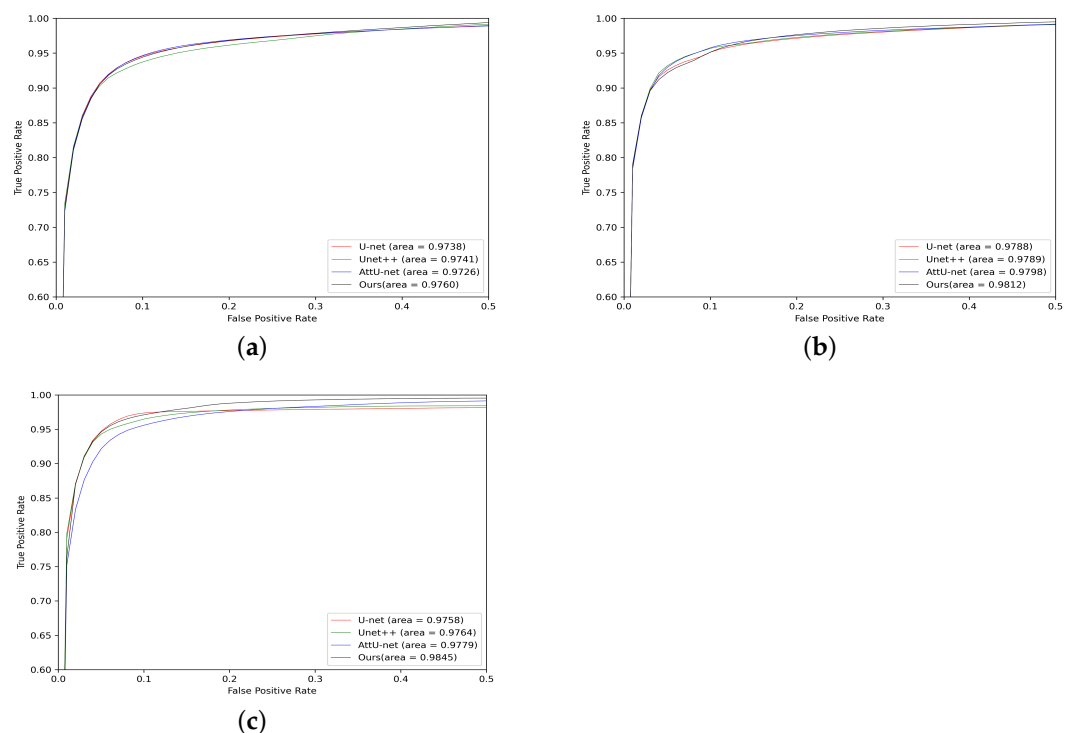 1.00
0.95
0.90
0.85
0.80
0.75
0.70
0.65
0.60
True Positive Rate
0.0
0.1
0.2
0.3
0.4
0.5
False Positive Rate
U-net (area = 0.9738)
Unet++ (area = 0.9741)
AttU-net (area = 0.9726)
Ours(area = 0.9760)
(a)
1.00
0.95
0.90
0.85
0.80
0.75
0.70
0.65
0.60
True Positive Rate
0.0
0.1
0.2
0.3
0.4
0.5
False Positive Rate
U-net (area = 0.9788)
Unet++ (area = 0.9789)
AttU-net (area = 0.9798)
Ours(area = 0.9812)
(b)
1.00
0.95
0.90
0.85
0.80
0.75
0.70
0.65
0.60
True Positive Rate
0.0
0.1
0.2
0.3
0.4
0.5
False Positive Rate
U-net (area = 0.9758)
Unet++ (area = 0.9764)
AttU-net (area = 0.9779)
Ours(area = 0.9845)
(c)